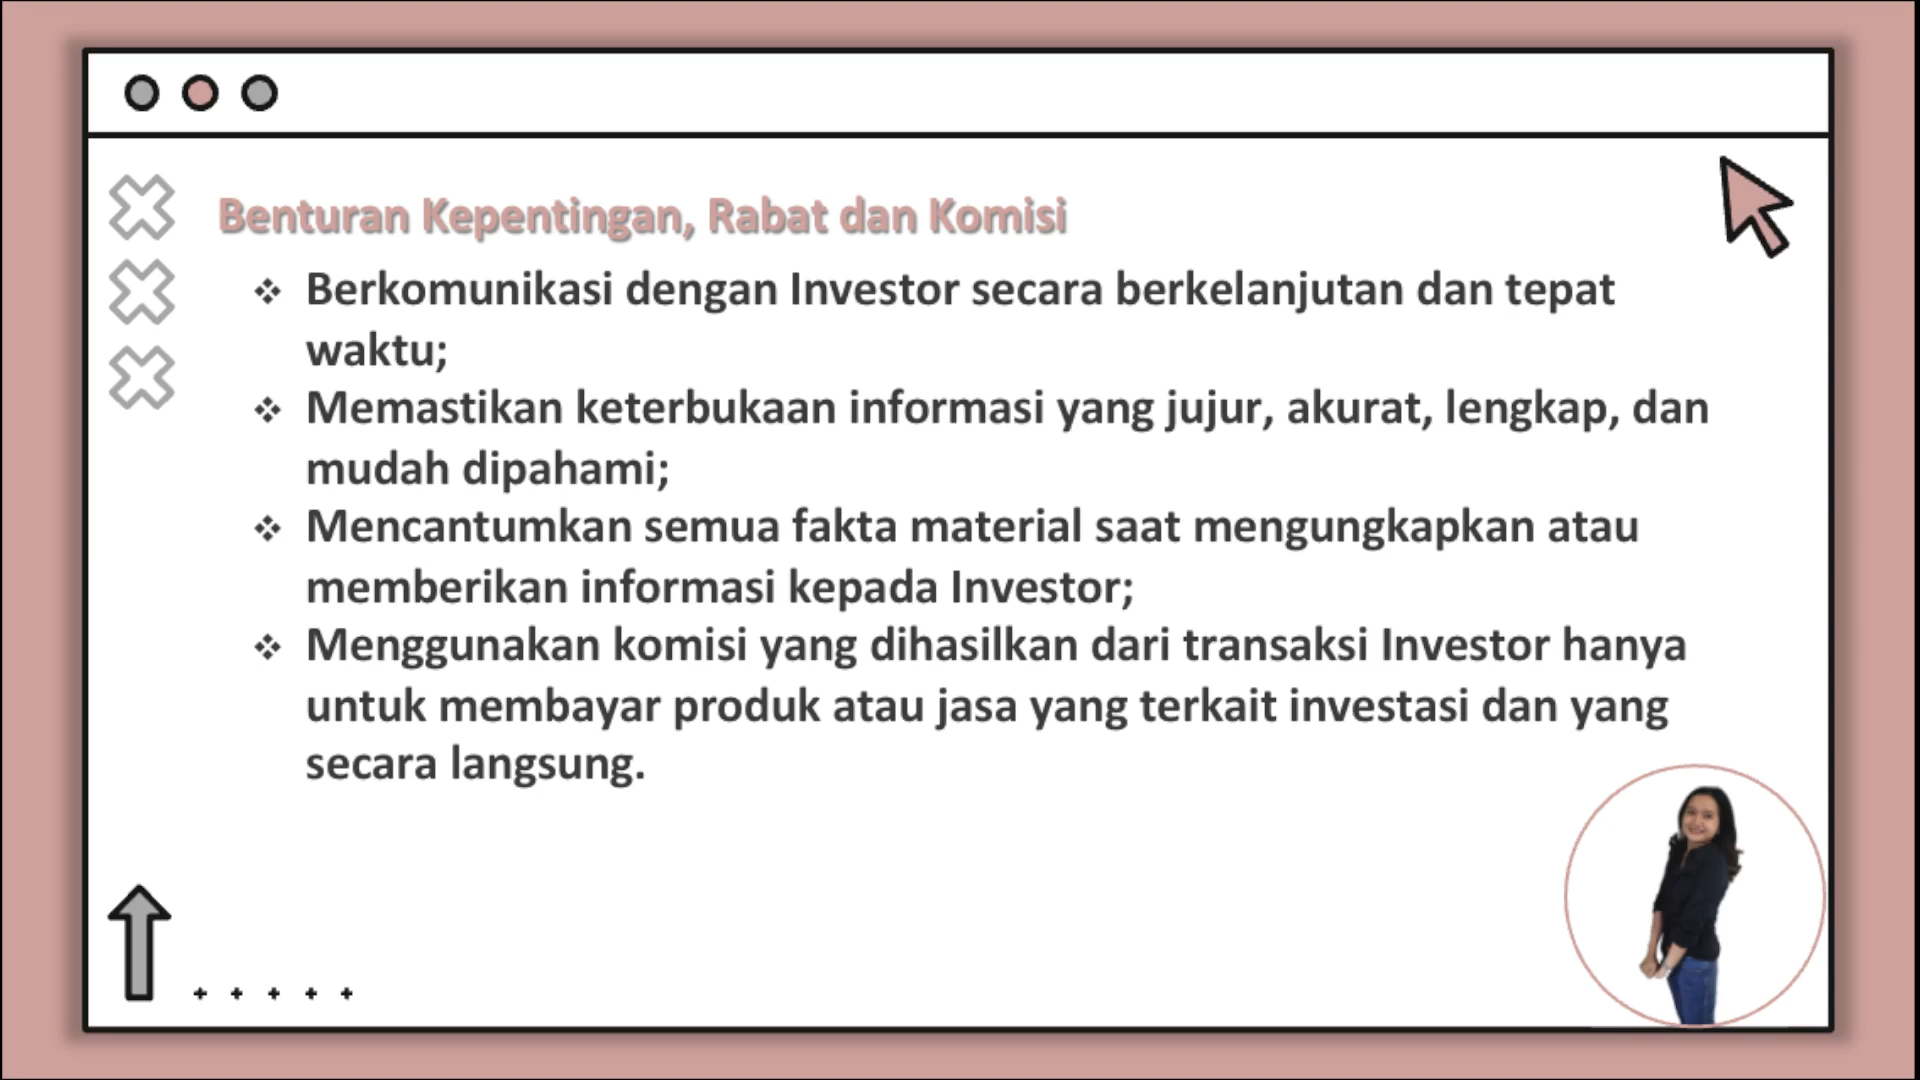 Benturan Kepentingan, Rabat dan Komisi
❖ Berkomunikasi dengan Investor secara berkelanjutan dan tepat
waktu;
❖ Memastikan keterbukaan informasi yang jujur, akurat, lengkap, dan
mudah dipahami;
❖ Mencantumkan semua fakta material saat mengungkapkan atau
memberikan informasi kepada Investor;
❖ Menggunakan komisi yang dihasilkan dari transaksi Investor hanya
untuk membayar produk atau jasa yang terkait investasi dan yang
secara langsung.